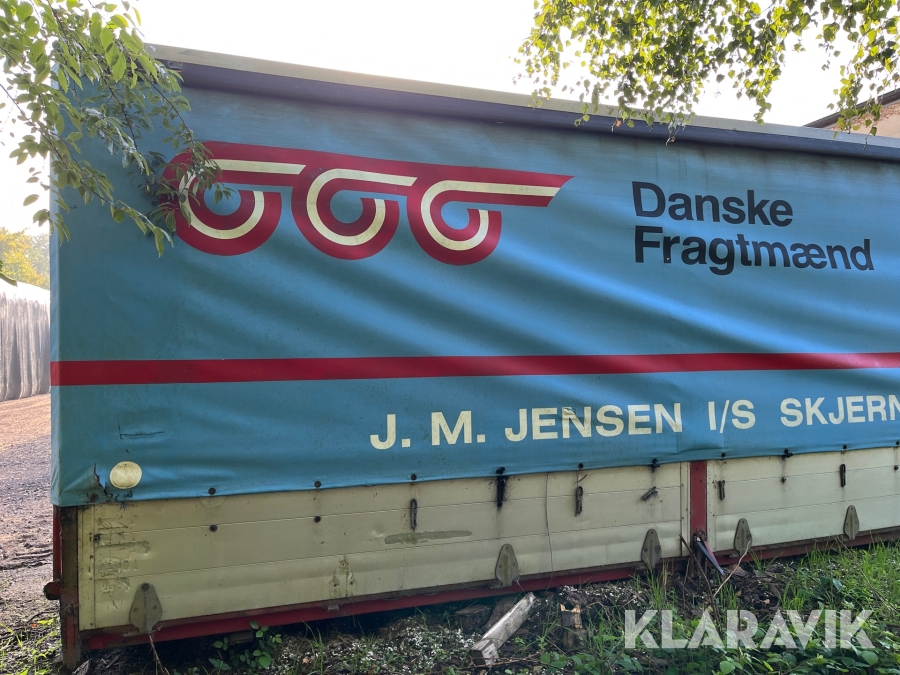 Danske
Fragtmænd
J. M. JENSEN I/S SKJERN
KLARAVIK